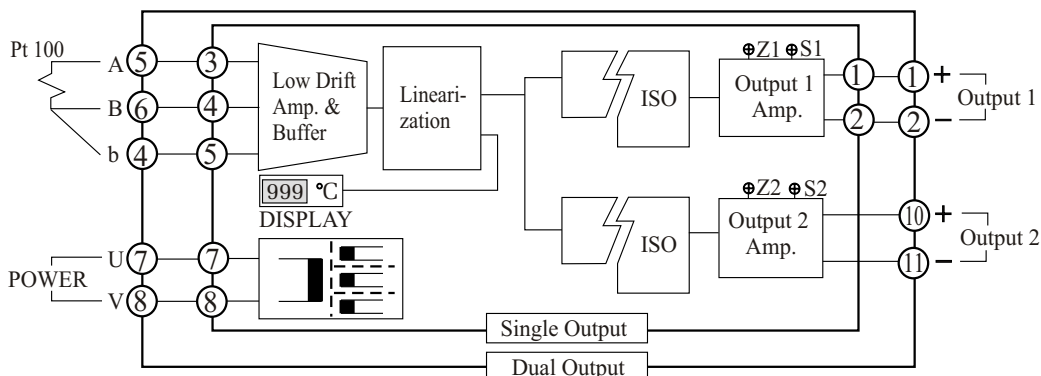 Pt 100
A 5 3
B 6 4
b 4 5
Low Drift
Amp. &
Buffer
Lineari-
zation
999 °C
DISPLAY
ISO
Z1 S1
Output 1
Amp.
1 1 +
2 2 −
Output 1
ISO
Z2 S2
Output 2
Amp.
10 +
11 −
Output 2
POWER
U 7 7
V 8 8
Single Output
Dual Output